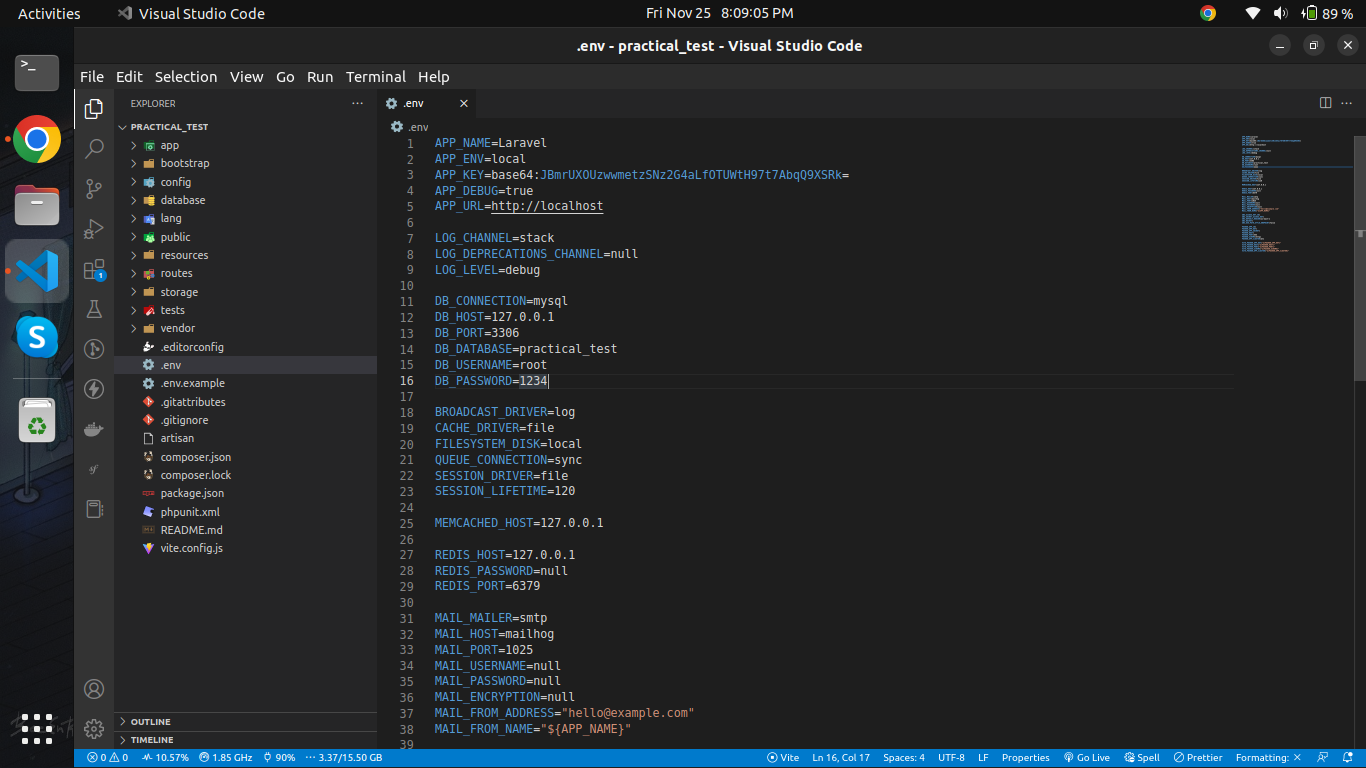 Activities
Visual Studio Code
Fri Nov 25 8:09:05 PM
89 %
.env - practical_test - Visual Studio Code
File Edit Selection View Go Run Terminal Help
EXPLORER
PRACTICAL_TEST
app
bootstrap
config
database
lang
public
resources
routes
storage
tests
vendor
.editorconfig
.env
.env.example
.gitattributes
.gitignore
artisan
composer.json
composer.lock
package.json
phpunit.xml
README.md
vite.config.js
OUTLINE
TIMELINE
.env
.env
1 APP_NAME=Laravel
2 APP_ENV=local
3 APP_KEY=base64:JBmrUXOUzwwmetzSNz2G4aLfOTUWtH97t7AbqQ9XSRk=
4 APP_DEBUG=true
5 APP_URL=http://localhost
6
7 LOG_CHANNEL=stack
8 LOG_DEPRECATIONS_CHANNEL=null
9 LOG_LEVEL=debug
10
11 DB_CONNECTION=mysql
12 DB_HOST=127.0.0.1
13 DB_PORT=3306
14 DB_DATABASE=practical_test
15 DB_USERNAME=root
16 DB_PASSWORD=1234
17
18 BROADCAST_DRIVER=log
19 CACHE_DRIVER=file
20 FILESYSTEM_DISK=local
21 QUEUE_CONNECTION=sync
22 SESSION_DRIVER=file
23 SESSION_LIFETIME=120
24
25 MEMCACHED_HOST=127.0.0.1
26
27 REDIS_HOST=127.0.0.1
28 REDIS_PASSWORD=null
29 REDIS_PORT=6379
30
31 MAIL_MAILER=smtp
32 MAIL_HOST=mailhog
33 MAIL_PORT=1025
34 MAIL_USERNAME=null
35 MAIL_PASSWORD=null
36 MAIL_ENCRYPTION=null
37 MAIL_FROM_ADDRESS="hello@example.com"
38 MAIL_FROM_NAME="${APP_NAME}"
39
0 0 10.57% 1.85 GHz 90% 3.37/15.50 GB Vite Ln 16, Col 17 Spaces: 4 UTF-8 LF Properties Go Live Spell Prettier Formatting: ×